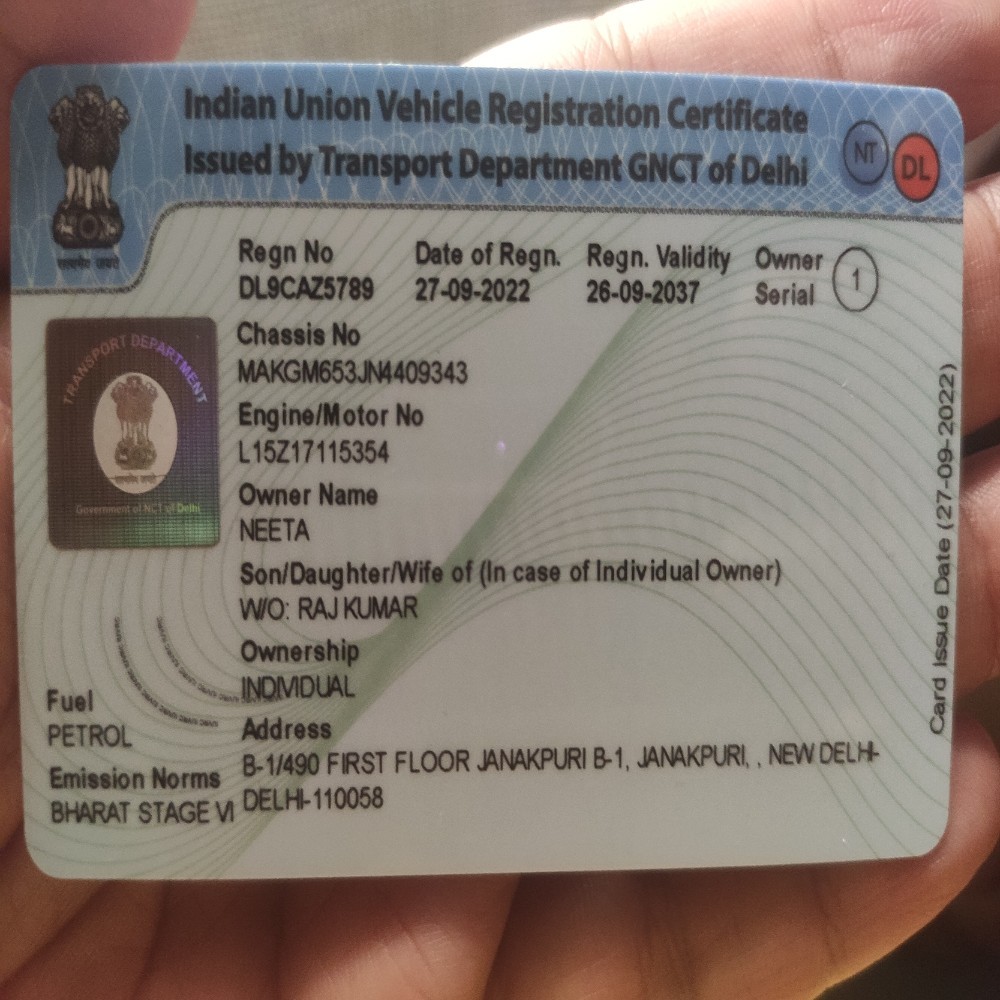 Indian Union Vehicle Registration Certificate
Issued by Transport Department GNCT of Delhi
NT
DL
सत्यमेव जयते
Regn No
DL9CAZ5789
Date of Regn.
27-09-2022
Regn. Validity
26-09-2037
Owner
Serial
1
TRANSPORT DEPARTMENT
Government of NCT of Delhi
Chassis No
MAKGM653JN4409343
Engine/Motor No
L15Z17115354
Owner Name
NEETA
Son/Daughter/Wife of (In case of Individual Owner)
W/O: RAJ KUMAR
Ownership
INDIVIDUAL
Fuel
PETROL
Emission Norms
BHARAT STAGE VI
Address
B-1/490 FIRST FLOOR JANAKPURI B-1, JANAKPURI, , NEW DELHI-
DELHI-110058
Card Issue Date (27-09-2022)